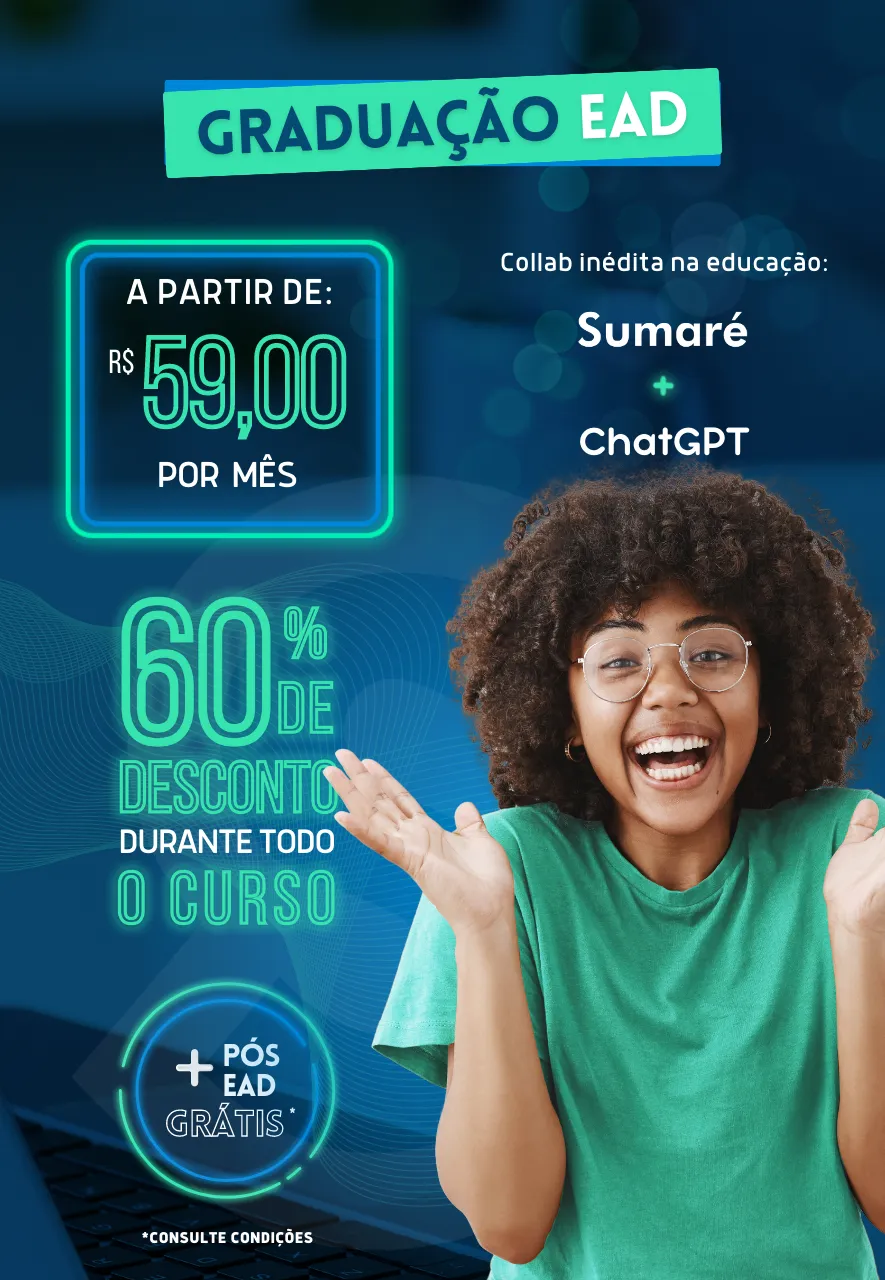 GRADUAÇÃO EAD
A PARTIR DE:
R$ 59,00
POR MÊS
Collab inédita na educação:
Sumaré
+
ChatGPT
60%
DE
DESCONTO
DURANTE TODO
O CURSO
+ PÓS
EAD
GRÁTIS*
*CONSULTE CONDIÇÕES